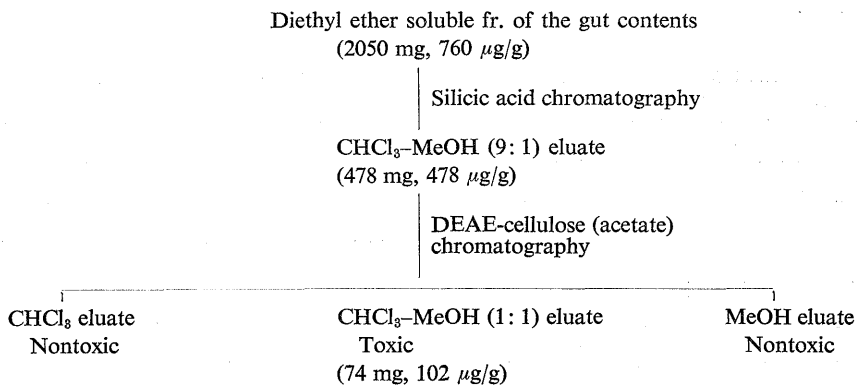 Diethyl ether soluble fr. of the gut contents
(2050 mg, 760 μg/g)
Silicic acid chromatography
CHCl₃–MeOH (9: 1) eluate
(478 mg, 478 μg/g)
DEAE-cellulose (acetate)
chromatography
CHCl₈ eluate
Nontoxic
CHCl₃–MeOH (1: 1) eluate
Toxic
(74 mg, 102 μg/g)
MeOH eluate
Nontoxic